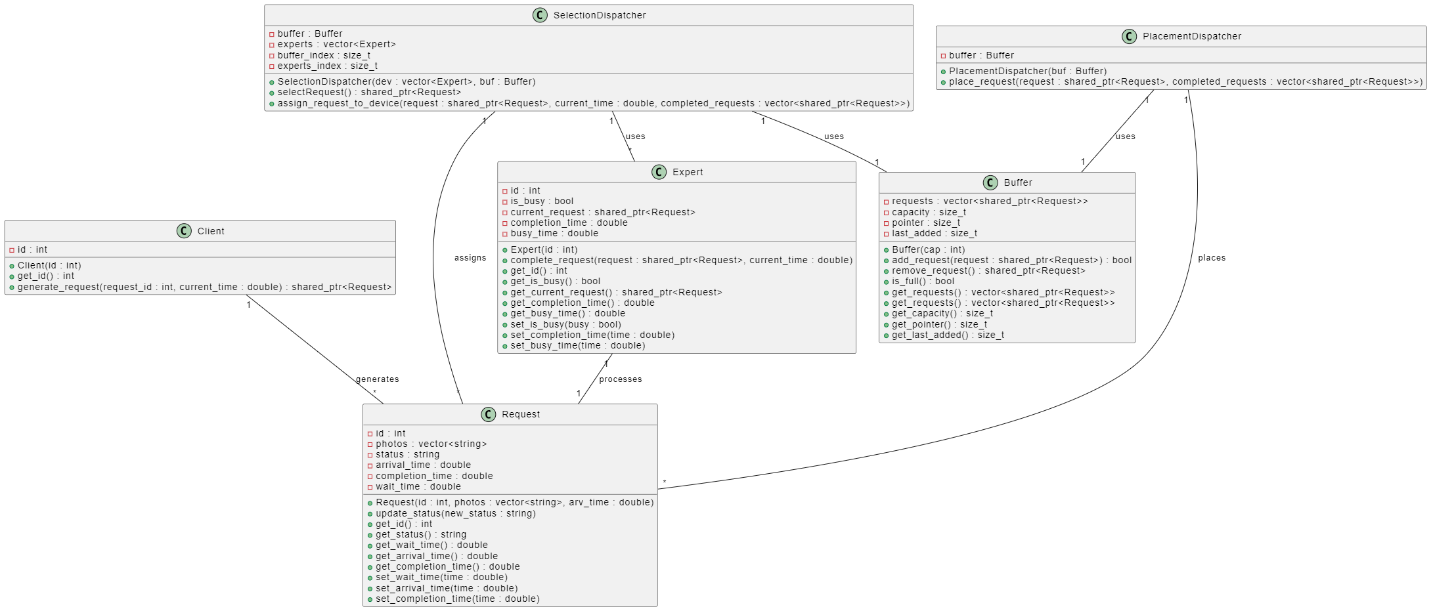 SelectionDispatcher
buffer : Buffer
experts : vector<Expert>
buffer_index : size_t
experts_index : size_t
SelectionDispatcher(dev : vector<Expert>, buf : Buffer)
selectRequest() : shared_ptr<Request>
assign_request_to_device(request : shared_ptr<Request>, current_time : double, completed_requests : vector<shared_ptr<Request>>)
PlacementDispatcher
buffer : Buffer
PlacementDispatcher(buf : Buffer)
place_request(request : shared_ptr<Request>, completed_requests : vector<shared_ptr<Request>>)
1
1
1
1
1
uses
uses
uses
*
1
1
Expert
id : int
is_busy : bool
current_request : shared_ptr<Request>
completion_time : double
busy_time : double
Expert(id : int)
complete_request(request : shared_ptr<Request>, current_time : double)
get_id() : int
get_is_busy() : bool
get_current_request() : shared_ptr<Request>
get_completion_time() : double
get_busy_time() : double
set_is_busy(busy : bool)
set_completion_time(time : double)
set_busy_time(time : double)
Buffer
requests : vector<shared_ptr<Request>>
capacity : size_t
pointer : size_t
last_added : size_t
Buffer(cap : int)
add_request(request : shared_ptr<Request>) : bool
remove_request() : shared_ptr<Request>
is_full() : bool
get_requests() : vector<shared_ptr<Request>>
get_requests() : vector<shared_ptr<Request>>
get_capacity() : size_t
get_pointer() : size_t
get_last_added() : size_t
Client
id : int
Client(id : int)
get_id() : int
generate_request(request_id : int, current_time : double) : shared_ptr<Request>
assigns
places
1
1
generates
processes
*
*
1
*
Request
id : int
photos : vector<string>
status : string
arrival_time : double
completion_time : double
wait_time : double
Request(id : int, photos : vector<string>, arv_time : double)
update_status(new_status : string)
get_id() : int
get_status() : string
get_wait_time() : double
get_arrival_time() : double
get_completion_time() : double
set_wait_time(time : double)
set_arrival_time(time : double)
set_completion_time(time : double)